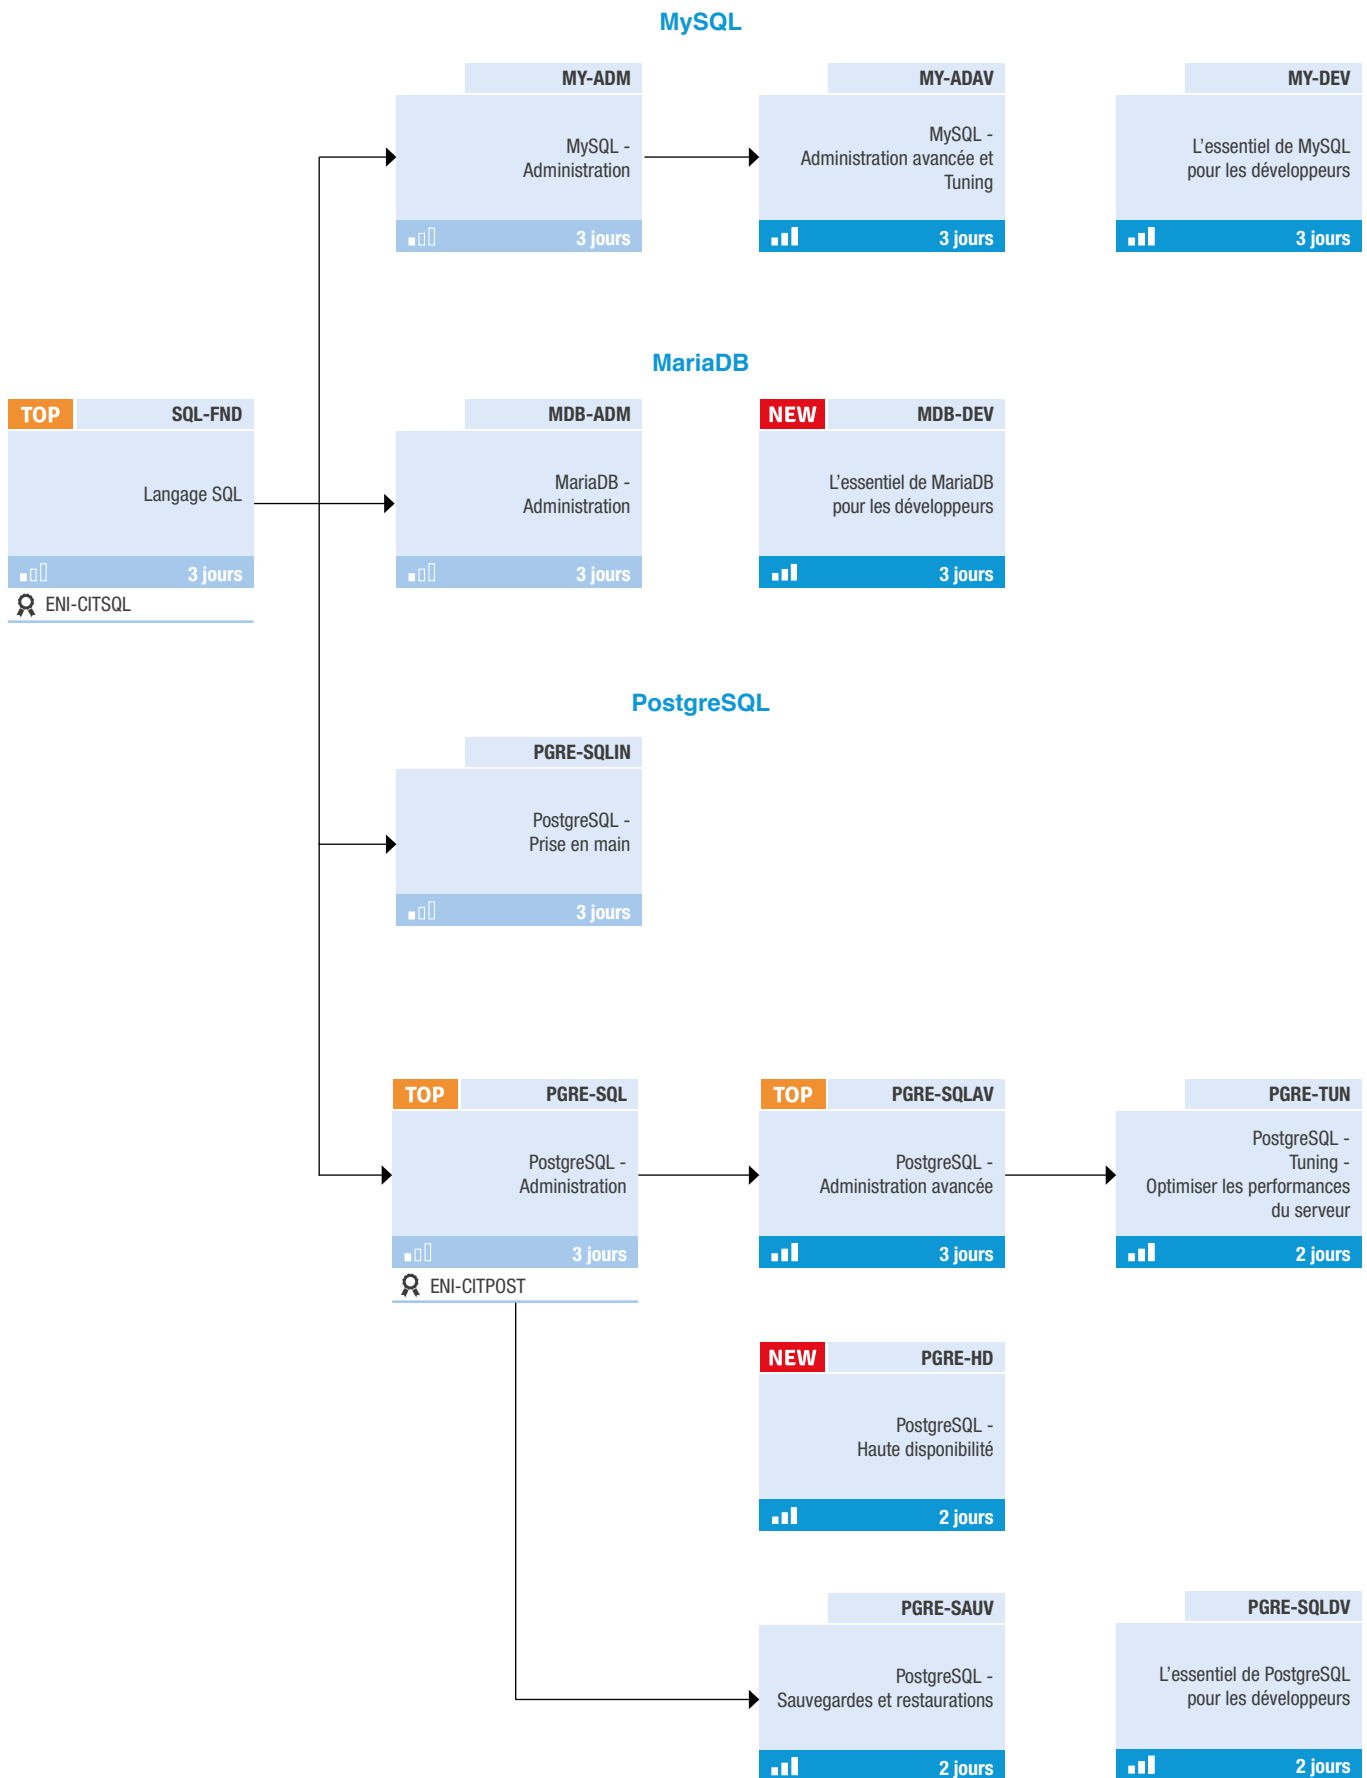 MySQL
MY-ADM
MySQL -
Administration
3 jours
MY-ADAV
MySQL -
Administration avancée et
Tuning
3 jours
MY-DEV
L'essentiel de MySQL
pour les développeurs
3 jours
MariaDB
TOP
SQL-FND
Langage SQL
3 jours
ENI-CITSQL
MDB-ADM
MariaDB -
Administration
3 jours
NEW
MDB-DEV
L'essentiel de MariaDB
pour les développeurs
3 jours
PostgreSQL
PGRE-SQLIN
PostgreSQL -
Prise en main
3 jours
TOP
PGRE-SQL
PostgreSQL -
Administration
3 jours
ENI-CITPOST
TOP
PGRE-SQLAV
PostgreSQL -
Administration avancée
3 jours
PGRE-TUN
PostgreSQL -
Tuning -
Optimiser les performances
du serveur
2 jours
NEW
PGRE-HD
PostgreSQL -
Haute disponibilité
2 jours
PGRE-SAUV
PostgreSQL -
Sauvegardes et restaurations
2 jours
PGRE-SQLDV
L'essentiel de PostgreSQL
pour les développeurs
2 jours